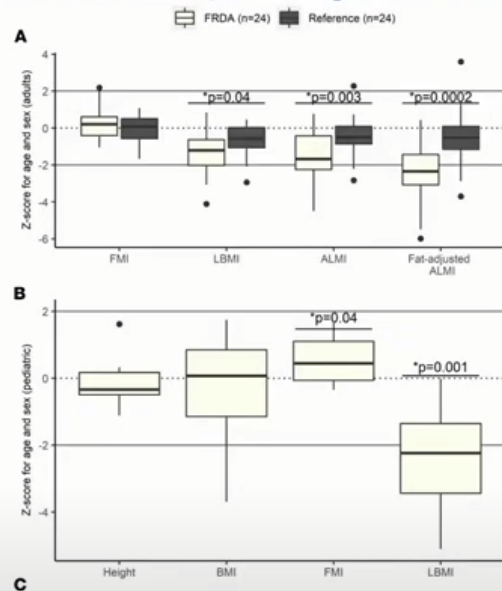 FRDA (n=24) Reference (n=24)
A
Z-score for age and sex (adults)
4
2
0
-2
-4
-6
*p=0.04 *p=0.003 *p=0.0002
FMI LBMI ALMI Fat-adjusted
ALMI
B
Z-score for age and sex (pediatric)
2
0
-2
-4
*p=0.04
*p=0.001
Height BMI FMI LBMI
C